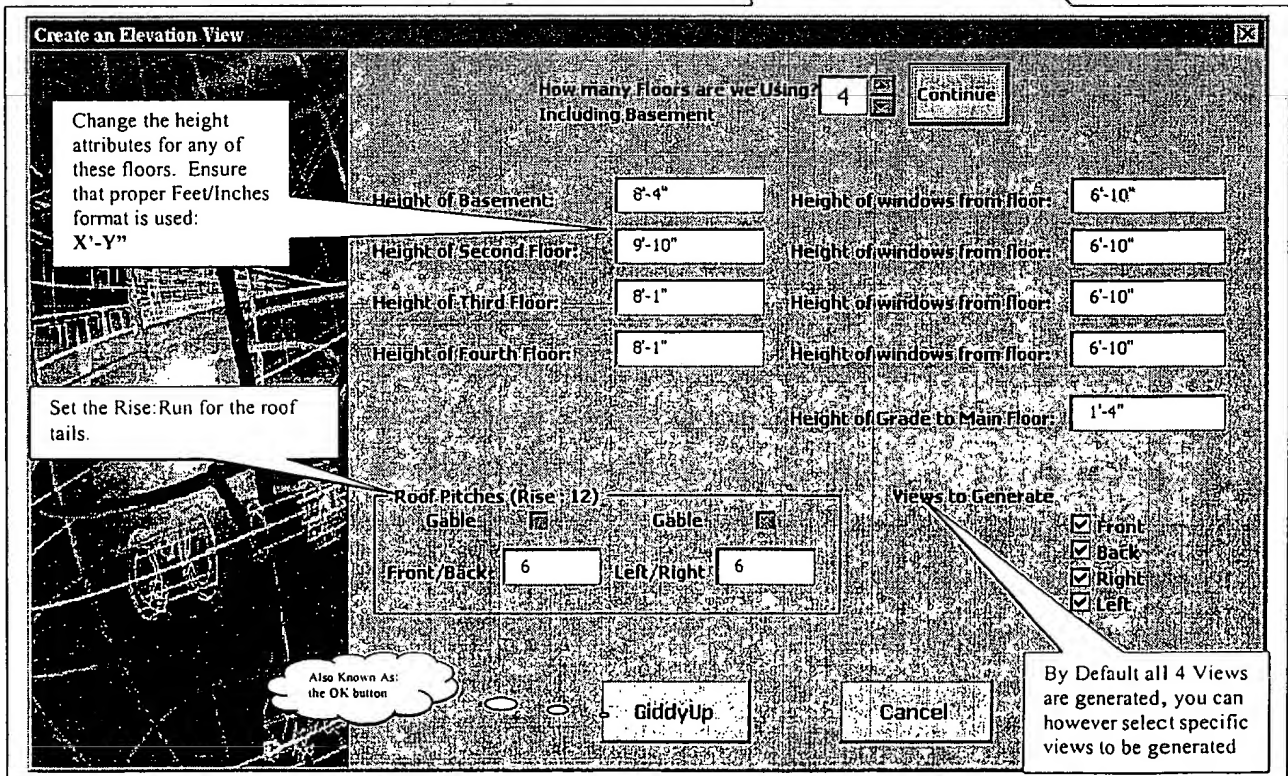 Create an Elevation View
How many Floors are we Using?
Including Basement
4
Continue
Change the height
attributes for any of
these floors. Ensure
that proper Feet/Inches
format is used:
X'-Y"
Height of Basement: 8'-4" Height of windows from floor: 6'-10"
Height of Second Floor: 9'-10" Height of windows from floor: 6'-10"
Height of Third Floor: 8'-1" Height of windows from floor: 6'-10"
Height of Fourth Floor: 8'-1" Height of windows from floor: 6'-10"
Height of Grade to Main Floor: 1'-4"
Set the Rise:Run for the roof
tails.
Roof Pitches (Rise : 12)
Gable: Gable:
Front/Back: 6 Left/Right: 6
Views to Generate
Front
Back
Right
Left
Also Known As:
the OK button
GiddyUp
Cancel
By Default all 4 Views
are generated, you can
however select specific
views to be generated